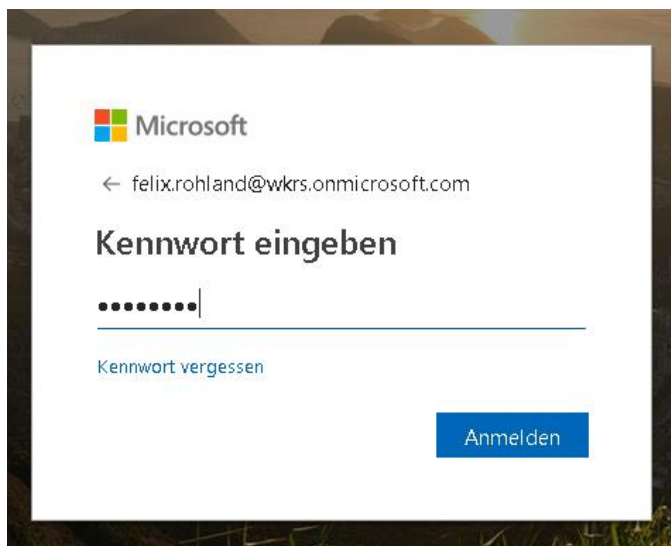 Microsoft
← felix.rohland@wkrs.onmicrosoft.com
Kennwort eingeben
••••••••
Kennwort vergessen
Anmelden